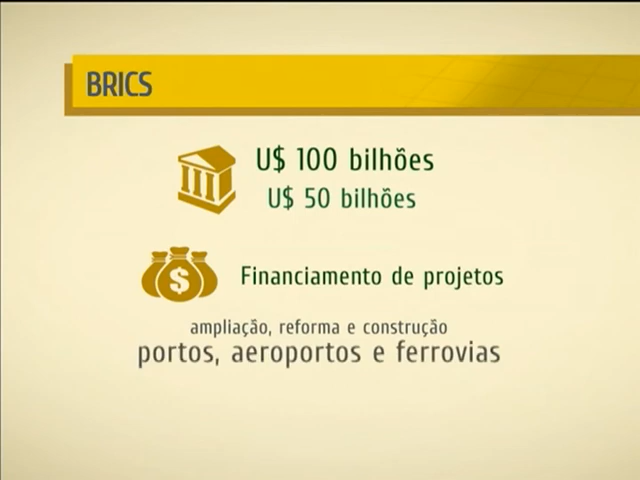 BRICS
U$ 100 bilhões
U$ 50 bilhões
$
Financiamento de projetos
ampliação, reforma e construção
portos, aeroportos e ferrovias